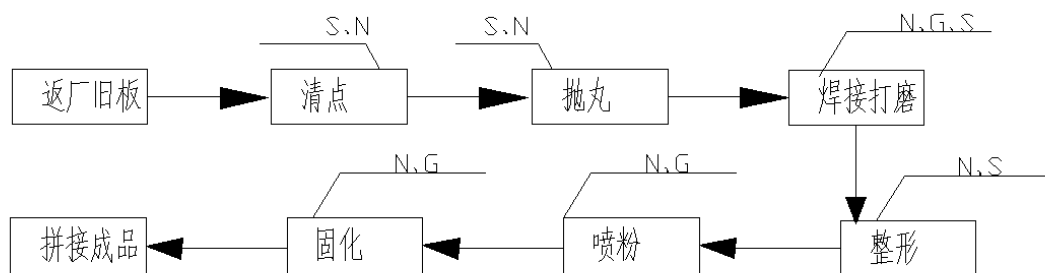 S、N
S、N
N、G、S
返厂旧板
清点
抛丸
焊接打磨
N、G
N、G
N、S
拼接成品
固化
喷粉
整形